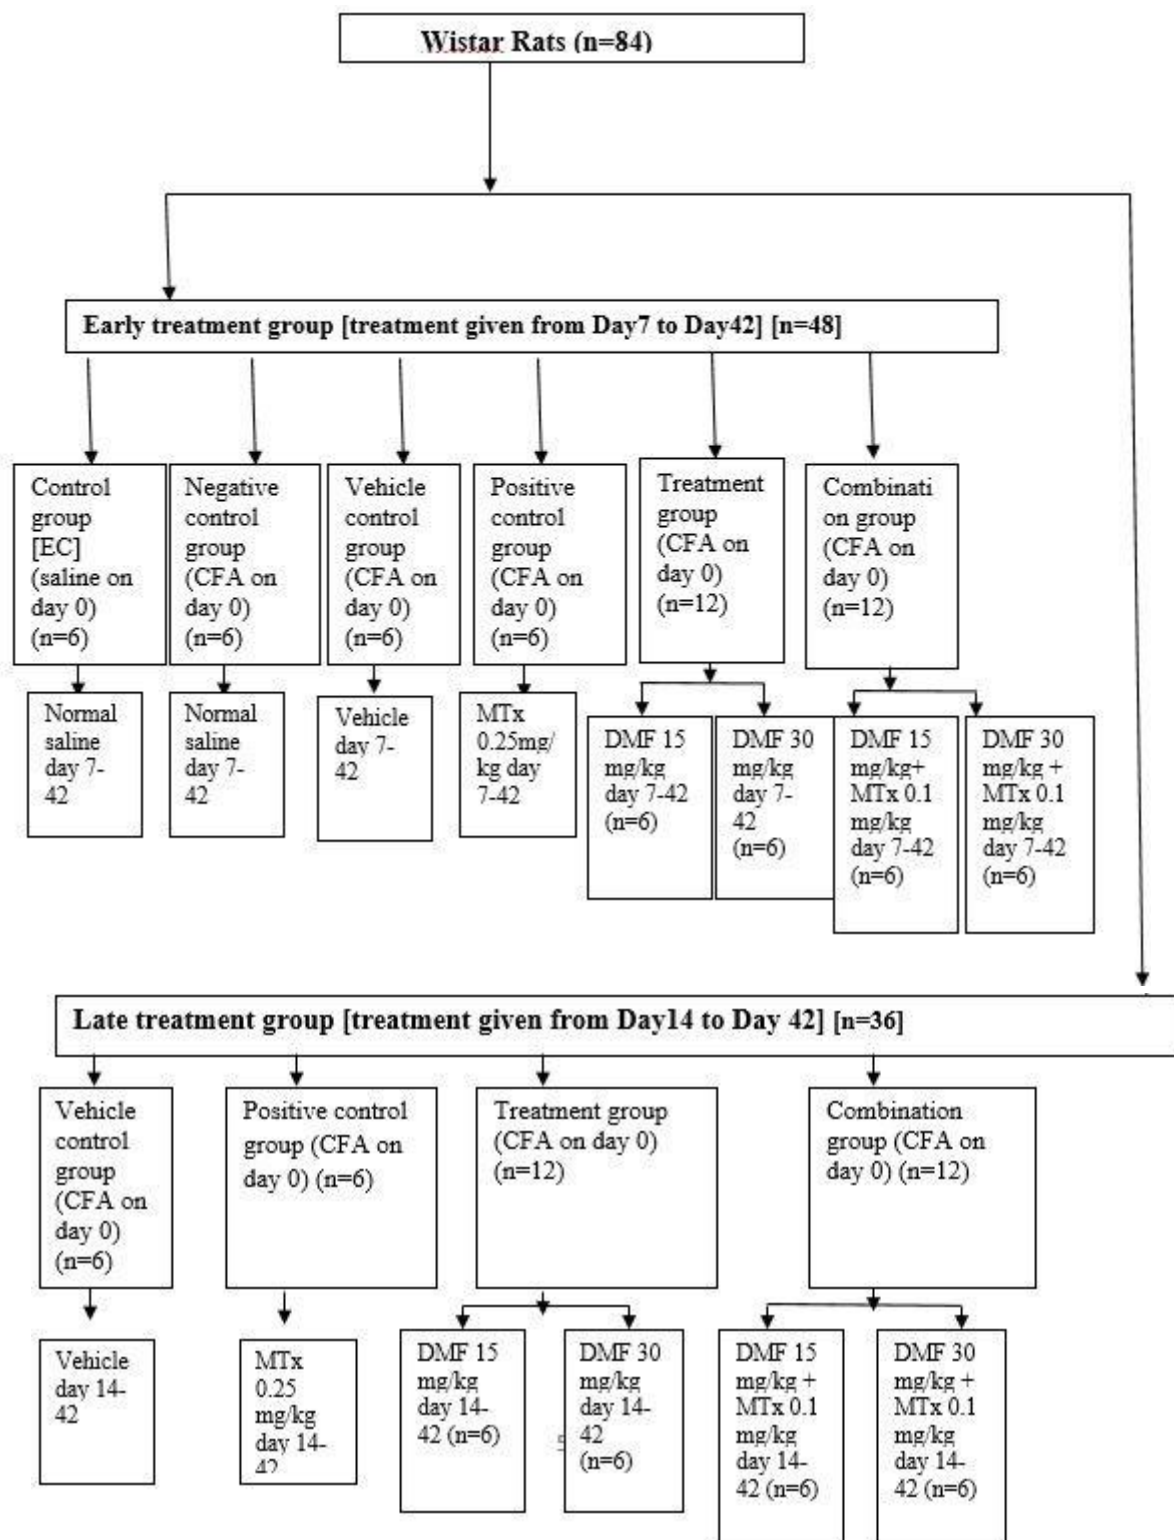 Wistar Rats (n=84)
Early treatment group [treatment given from Day7 to Day42] [n=48]
Control
group
[EC]
(saline on
day 0)
(n=6)
Negative
control
group
(CFA on
day 0)
(n=6)
Vehicle
control
group
(CFA on
day 0)
(n=6)
Positive
control
group
(CFA on
day 0)
(n=6)
Treatment
group
(CFA on
day 0)
(n=12)
Combinati
on group
(CFA on
day 0)
(n=12)
Normal
saline
day 7-
42
Normal
saline
day 7-
42
Vehicle
day 7-
42
MTx
0.25mg/
kg day
7-42
DMF 15
mg/kg
day 7-42
(n=6)
DMF 30
mg/kg
day 7-
42
(n=6)
DMF 15
mg/kg+
MTx 0.1
mg/kg
day 7-42
(n=6)
DMF 30
mg/kg +
MTx 0.1
mg/kg
day 7-42
(n=6)
Late treatment group [treatment given from Day14 to Day 42] [n=36]
Vehicle
control
group
(CFA on
day 0)
(n=6)
Positive control
group (CFA on
day 0) (n=6)
Treatment group
(CFA on day 0)
(n=12)
Combination
group (CFA on
day 0) (n=12)
Vehicle
day 14-
42
MTx
0.25
mg/kg
day 14-
42
DMF 15
mg/kg
day 14-
42 (n=6)
DMF 30
mg/kg
day 14-
42
(n=6)
DMF 15
mg/kg +
MTx 0.1
mg/kg
day 14-
42 (n=6)
DMF 30
mg/kg +
MTx 0.1
mg/kg
day 14-
42 (n=6)